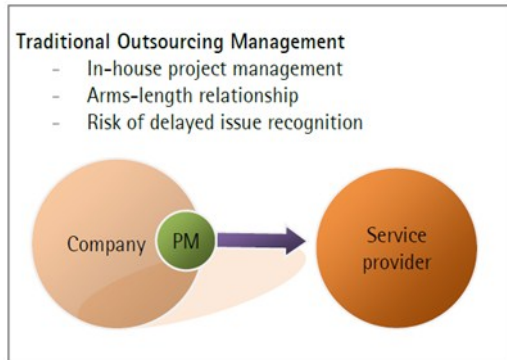 Traditional Outsourcing Management
- In-house project management
- Arms-length relationship
- Risk of delayed issue recognition
Company
PM
Service
provider